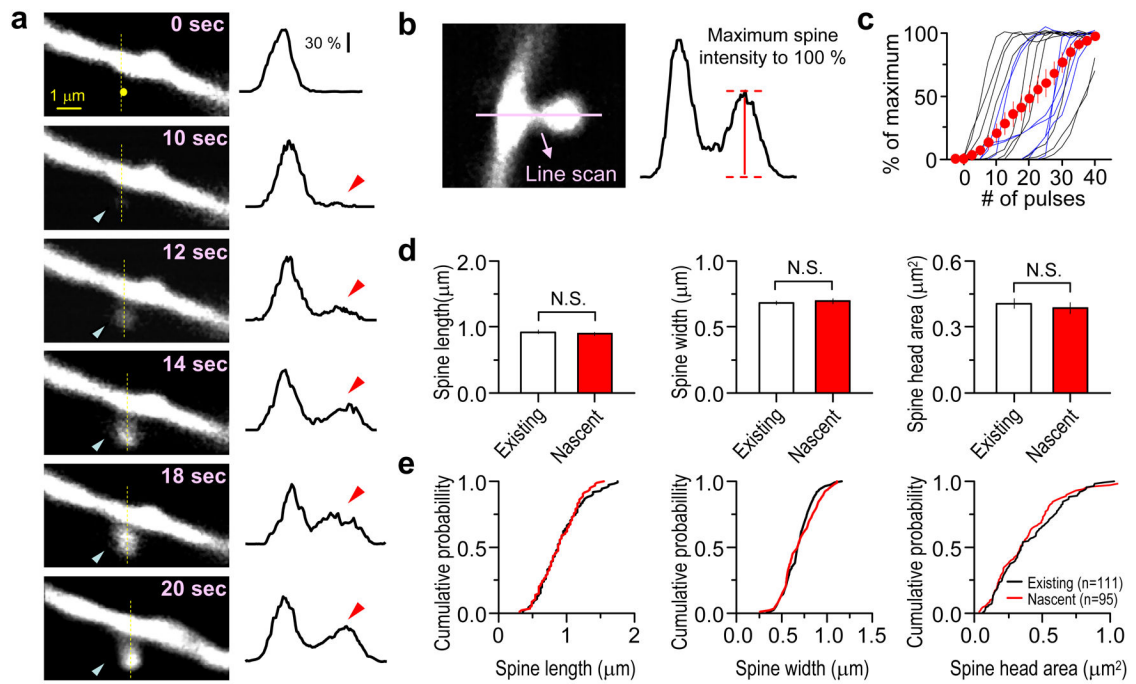 a
0 sec
1 μm
30 %
10 sec
12 sec
14 sec
18 sec
20 sec
b
Line scan
Maximum spine
intensity to 100 %
c
% of maximum
100
50
0
0 10 20 30 40
# of pulses
d
Spine length(μm)
2.0
1.0
0.0
N.S.
Existing
Nascent
Spine width (μm)
1.0
0.5
0.0
N.S.
Existing
Nascent
Spine head area (μm²)
0.6
0.3
0.0
N.S.
Existing
Nascent
e
Cumulative probability
1.0
0.5
0.0
0 1 2
Spine length (μm)
Cumulative probability
1.0
0.5
0.0
0.0 0.5 1.0 1.5
Spine width (μm)
Cumulative probability
1.0
0.5
0.0
Existing (n=111)
Nascent (n=95)
0.0 0.5 1.0
Spine head area (μm²)